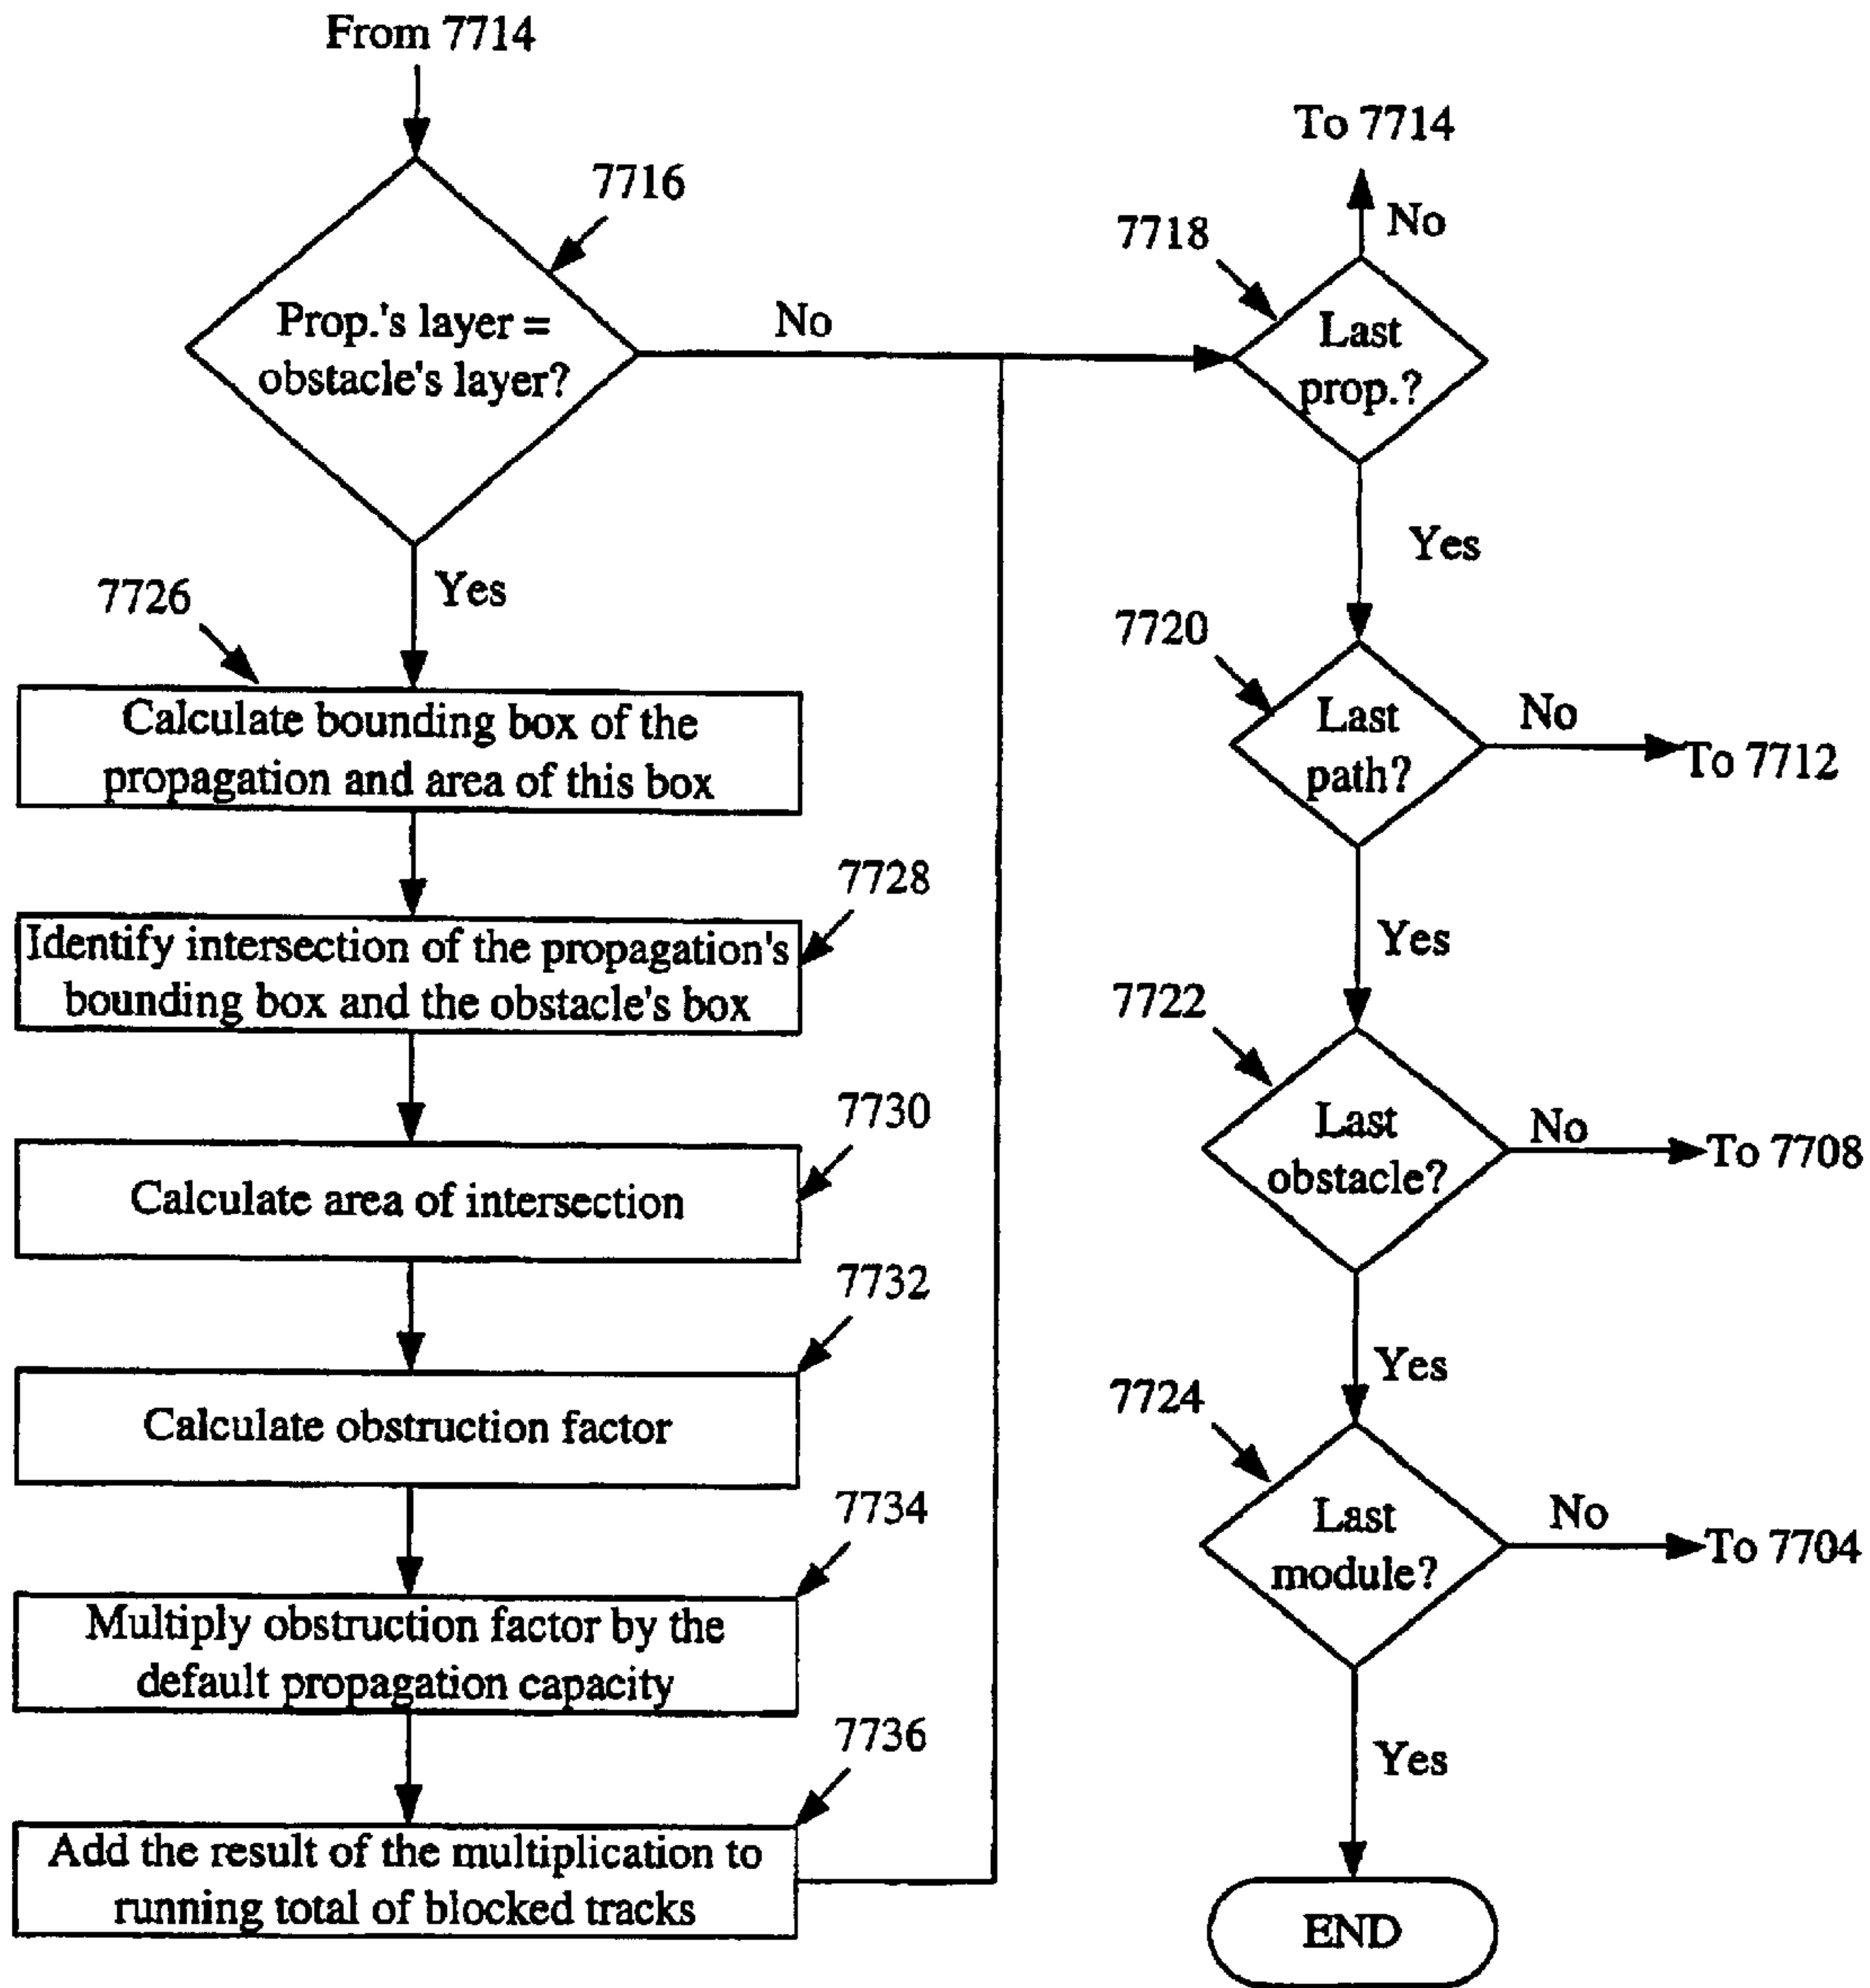 From 7714
7716
Prop.'s layer =
obstacle's layer?
No
Yes
7726
Calculate bounding box of the
propagation and area of this box
7728
Identify intersection of the propagation's
bounding box and the obstacle's box
7730
Calculate area of intersection
7732
Calculate obstruction factor
7734
Multiply obstruction factor by the
default propagation capacity
7736
Add the result of the multiplication to
running total of blocked tracks
To 7714
No
7718
Last
prop.?
Yes
7720
Last
path?
No
To 7712
Yes
7722
Last
obstacle?
No
To 7708
Yes
7724
Last
module?
No
To 7704
Yes
END